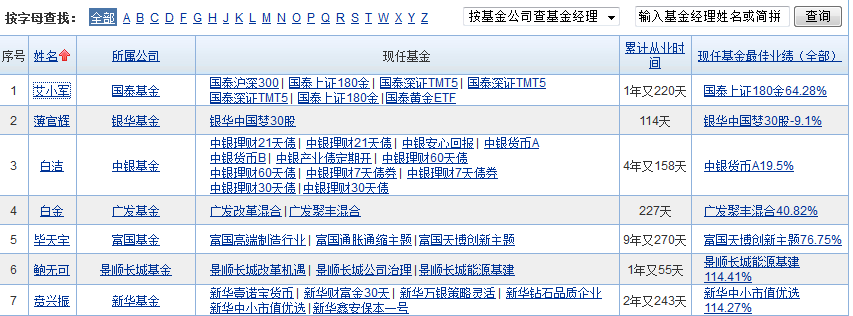 按字母查找： 全部 A B C D F G H J K L M N O P Q R S T W X Y Z 按基金公司查基金经理 输入基金经理姓名或简拼 查询
序号 姓名 所属公司 现任基金 累计从业时间 现任基金最佳业绩（全部）
1 艾小军 国泰基金 国泰沪深300| 国泰上证180金| 国泰深证TMT5| 国泰深证TMT5 1年又220天 国泰上证180金64.28%
国泰深证TMT5| 国泰上证180金|国泰黄金ETF
2 薄官辉 银华基金 银华中国梦30股 114天 银华中国梦30股-9.1%
3 白洁 中银基金 中银理财21天债| 中银理财21天债| 中银安心回报| 中银货币A 4年又158天 中银货币A19.5%
中银货币B| 中银产业债定期开| 中银理财60天债
中银理财60天债| 中银理财7天债券| 中银理财7天债券
中银理财30天债|中银理财30天债
4 白金 广发基金 广发改革混合|广发聚丰混合 227天 广发聚丰混合40.82%
5 毕天宇 富国基金 富国高端制造行业| 富国通胀通缩主题|富国天博创新主题 9年又270天 富国天博创新主题76.75%
6 鲍无可 景顺长城基金 景顺长城改革机遇| 景顺长城公司治理|景顺长城能源基建 1年又55天 景顺长城能源基建
114.41%
7 贲兴振 新华基金 新华壹诺宝货币| 新华财富金30天| 新华万银策略灵活| 新华钻石品质企业 2年又243天 新华中小市值优选
新华中小市值优选|新华鑫安保本一号 114.27%